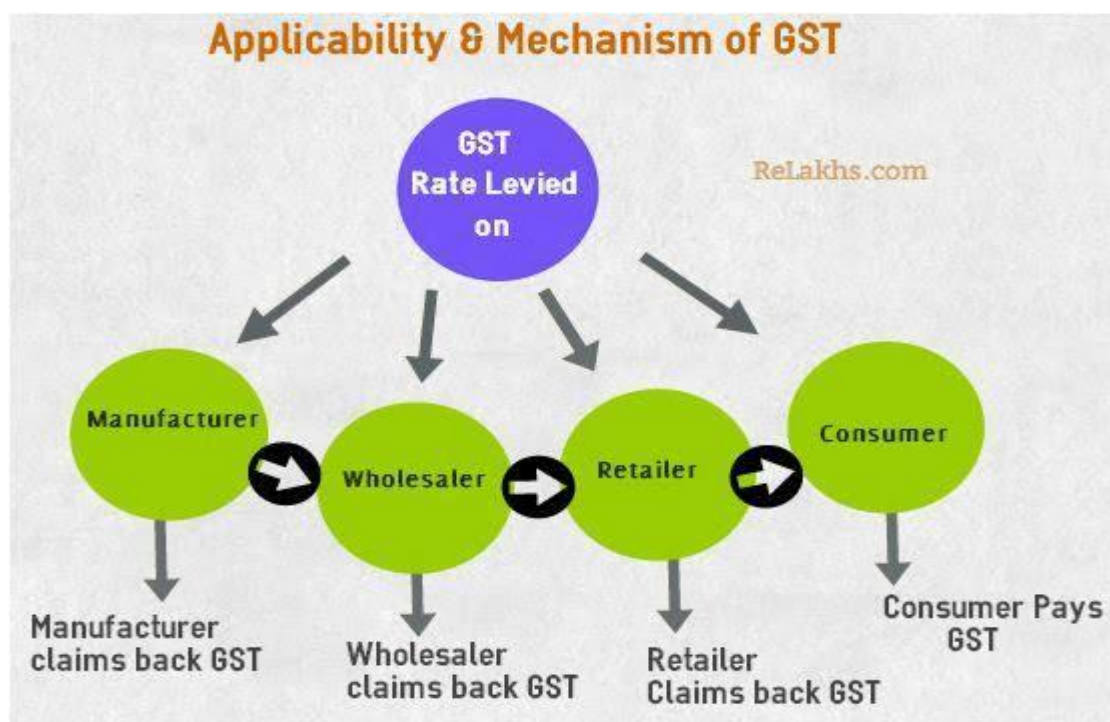 Applicability & Mechanism of GST
GST
Rate Levied
on
ReLakhs.com
Manufacturer
Wholesaler
Retailer
Consumer
Manufacturer
claims back GST
Wholesaler
claims back GST
Retailer
Claims back GST
Consumer Pays
GST